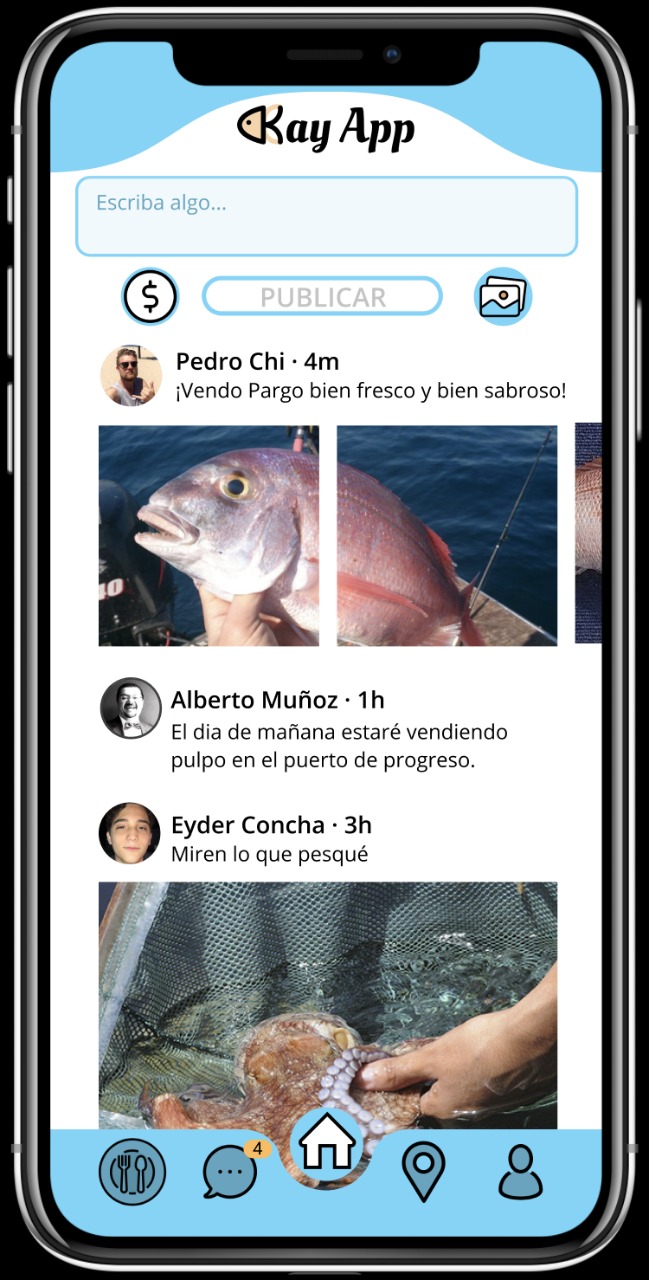 Kay App
Escriba algo...
$
PUBLICAR
Pedro Chi · 4m
¡Vendo Pargo bien fresco y bien sabroso!
40
Alberto Muñoz · 1h
El dia de mañana estaré vendiendo
pulpo en el puerto de progreso.
Eyder Concha · 3h
Miren lo que pesqué
4